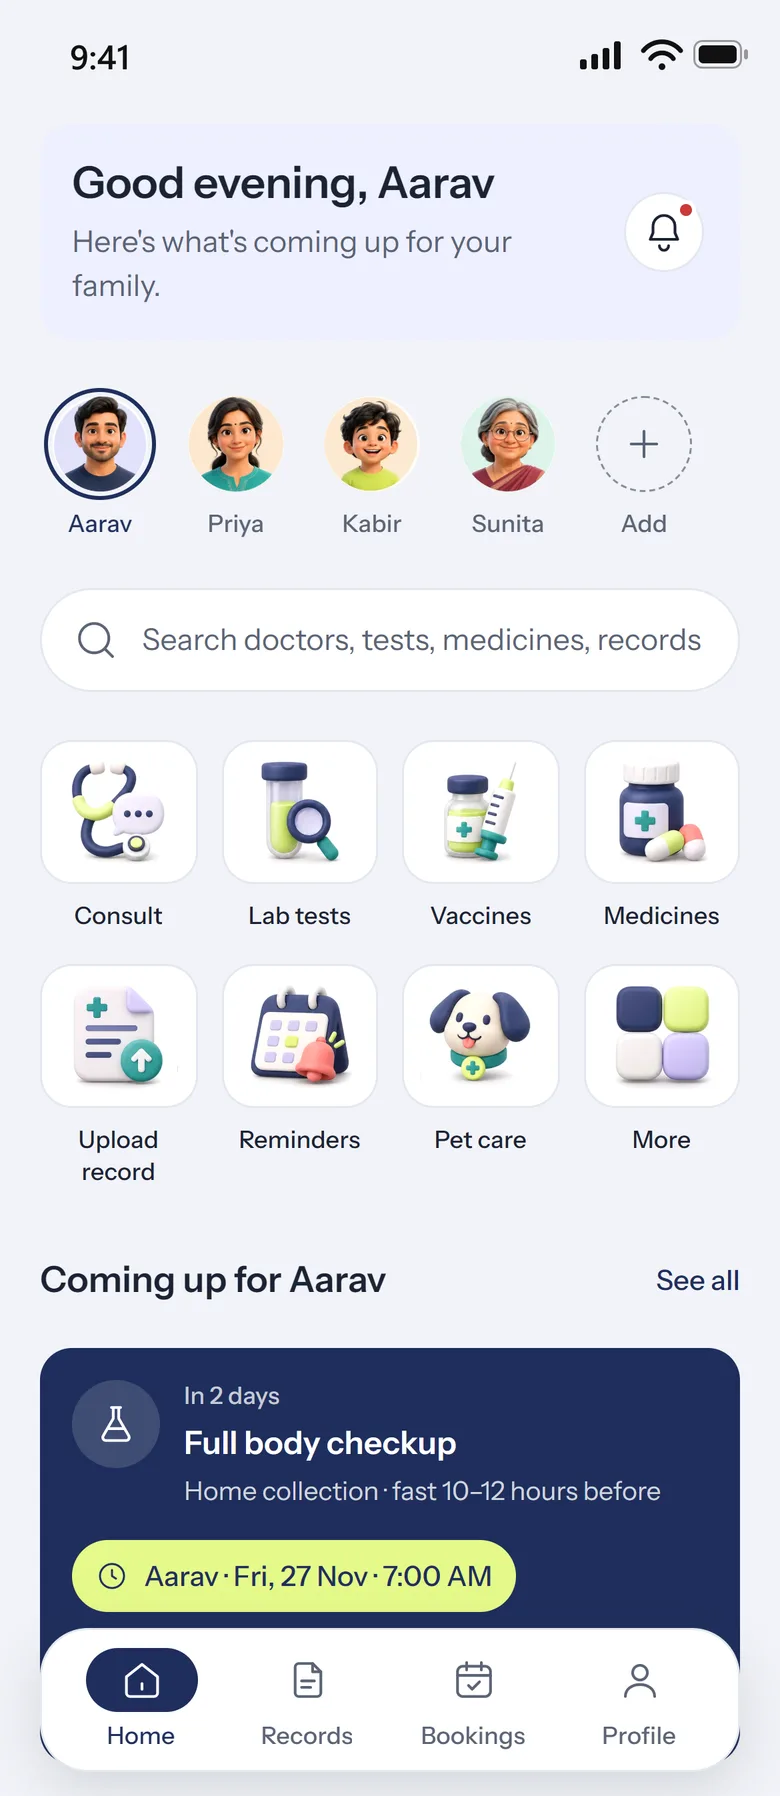 9:41
Good evening, Aarav
Here's what's coming up for your
family.
Aarav
Priya
Kabir
Sunita
Add
Search doctors, tests, medicines, records
Consult
Lab tests
Vaccines
Medicines
Upload
record
Reminders
Pet care
More
Coming up for Aarav
See all
In 2 days
Full body checkup
Home collection · fast 10–12 hours before
Aarav · Fri, 27 Nov · 7:00 AM
Home
Records
Bookings
Profile